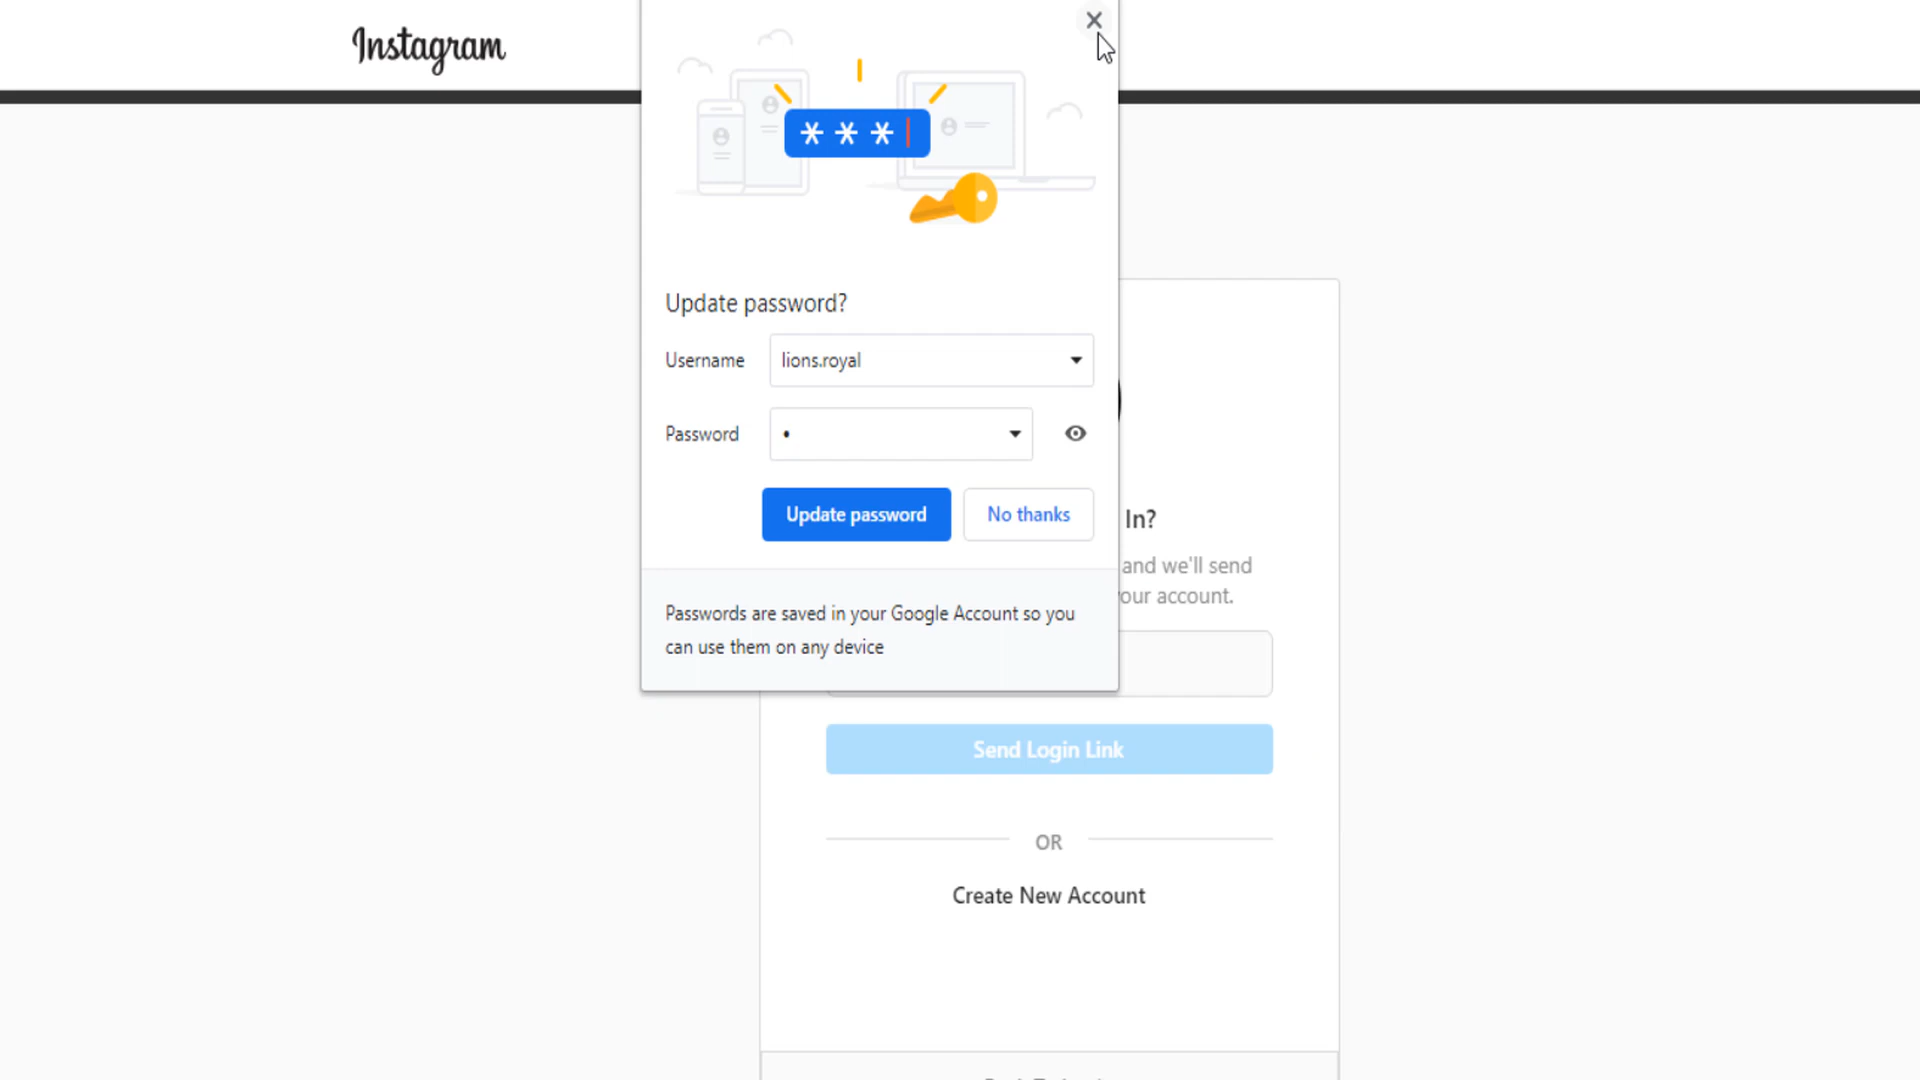 Instagram
***
Update password?
Username lions.royal
Password •
Update password No thanks
In?
and we'll send
our account.
Passwords are saved in your Google Account so you
can use them on any device
Send Login Link
OR
Create New Account